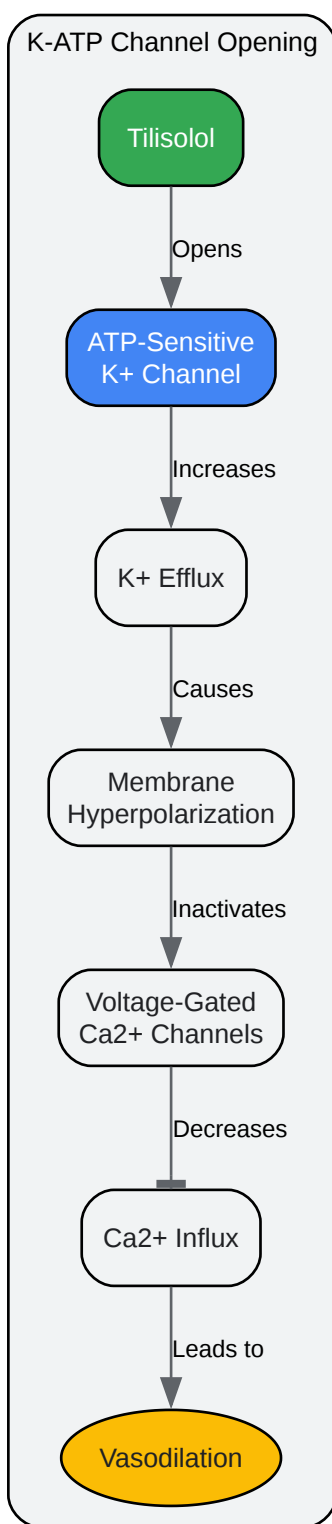 K-ATP Channel Opening
Tilisolol
Opens
ATP-Sensitive
K+ Channel
Increases
K+ Efflux
Causes
Membrane
Hyperpolarization
Inactivates
Voltage-Gated
Ca2+ Channels
Decreases
Ca2+ Influx
Leads to
Vasodilation